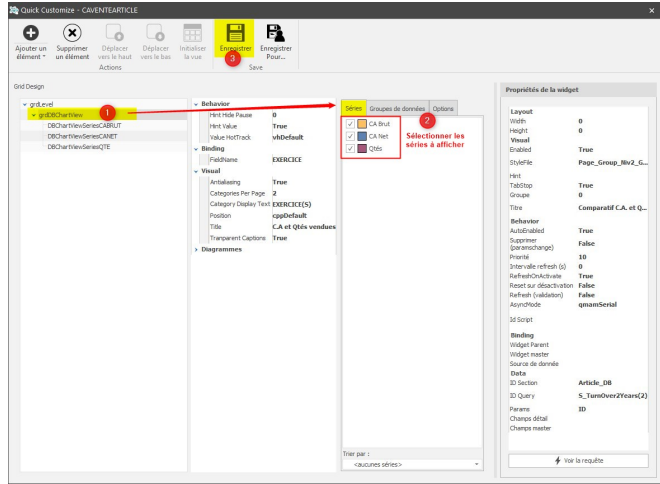 Quick Customize - CAVENTEARTICLE
Ajouter un élément
Supprimer un élément
Déplacer vers le haut
Déplacer vers le bas
Initialiser la vue
Enregistrer
Enregistrer Pour...
3
Actions
Save
Grid Design
grdLevel
grdDBChartView
DBChartViewSeriesCABRUT
DBChartViewSeriesCANET
DBChartViewSeriesQTE
1
Behavior
Hint Hide Pause 0
Hint Value True
Value HotTrack vhDefault
Binding
FieldName EXERCICE
Visual
Antialiasing True
Categories Per Page 2
Category Display Text EXERCICE(S)
Position cppDefault
Title C.A et Qtés vendues
Tranparent Captions True
Diagrammes
Séries
Groupes de données
Options
2
CA Brut
CA Net
Qtés
Sélectionner les
séries à afficher
Trier par :
<aucunes séries>
Propriétés de la widget
Layout
Width 0
Height 0
Visual
Enabled True
StyleFile Page_Group_Niv2_G...
Hint
TabStop True
Groupe 0
Titre Comparatif C.A. et Q...
Behavior
AutoEnabled True
Supprimer
(paramschange) False
Priorité 10
Intervalle refresh (s) 0
RefreshOnActivate True
Reset sur désactivation False
Refresh (validation) False
AsyncMode qmamSerial
Id Script
Binding
Widget Parent
Widget master
Source de donnée
Data
ID Section Article_DB
ID Query S_TurnOver2Years(2)
Params ID
Champs détail
Champs master
Voir la requête